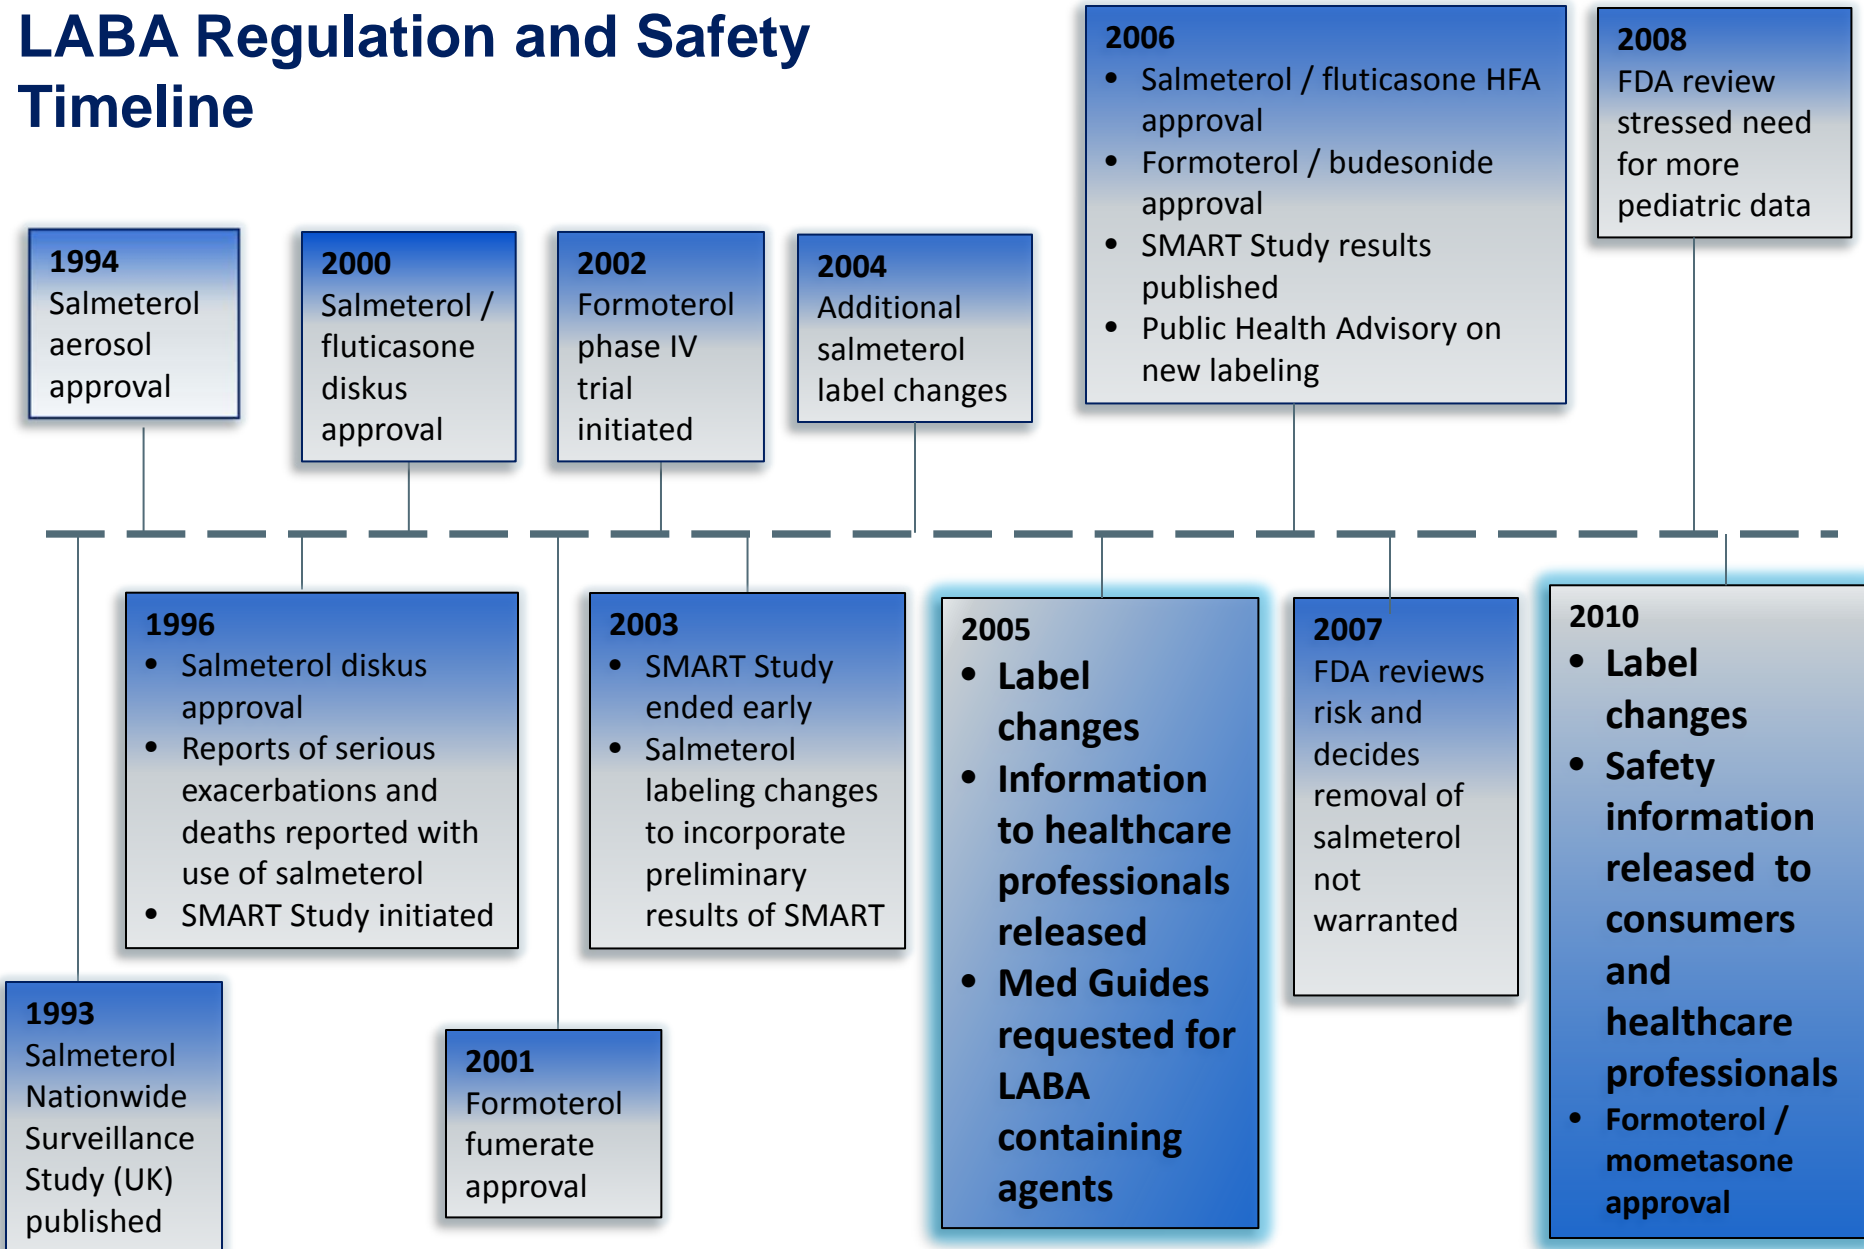 LABA Regulation and Safety
Timeline
1994
Salmeterol
aerosol
approval
2000
Salmeterol /
fluticasone
diskus
approval
2002
Formoterol
phase IV
trial
initiated
2004
Additional
salmeterol
label changes
2006
• Salmeterol / fluticasone HFA
approval
• Formoterol / budesonide
approval
• SMART Study results
published
• Public Health Advisory on
new labeling
2008
FDA review
stressed need
for more
pediatric data
1993
Salmeterol
Nationwide
Surveillance
Study (UK)
published
1996
• Salmeterol diskus
approval
• Reports of serious
exacerbations and
deaths reported with
use of salmeterol
• SMART Study initiated
2001
Formoterol
fumerate
approval
2003
• SMART Study
ended early
• Salmeterol
labeling changes
to incorporate
preliminary
results of SMART
2005
• Label
changes
• Information
to healthcare
professionals
released
• Med Guides
requested for
LABA
containing
agents
2007
FDA reviews
risk and
decides
removal of
salmeterol
not
warranted
2010
• Label
changes
• Safety
information
released to
consumers
and
healthcare
professionals
• Formoterol /
mometasone
approval